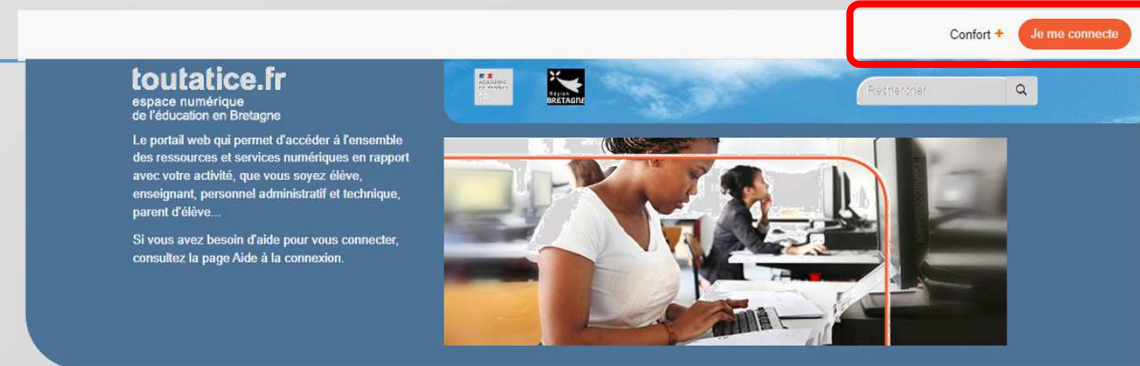 Confort + Je me connecte
toutatice.fr
espace numérique
de l'éducation en Bretagne
ACADÉMIE
DE RENNES
Région
BRETAGNE
Rechercher
Le portail web qui permet d'accéder à l'ensemble
des ressources et services numériques en rapport
avec votre activité, que vous soyez élève,
enseignant, personnel administratif et technique,
parent d'élève...
Si vous avez besoin d'aide pour vous connecter,
consultez la page Aide à la connexion.